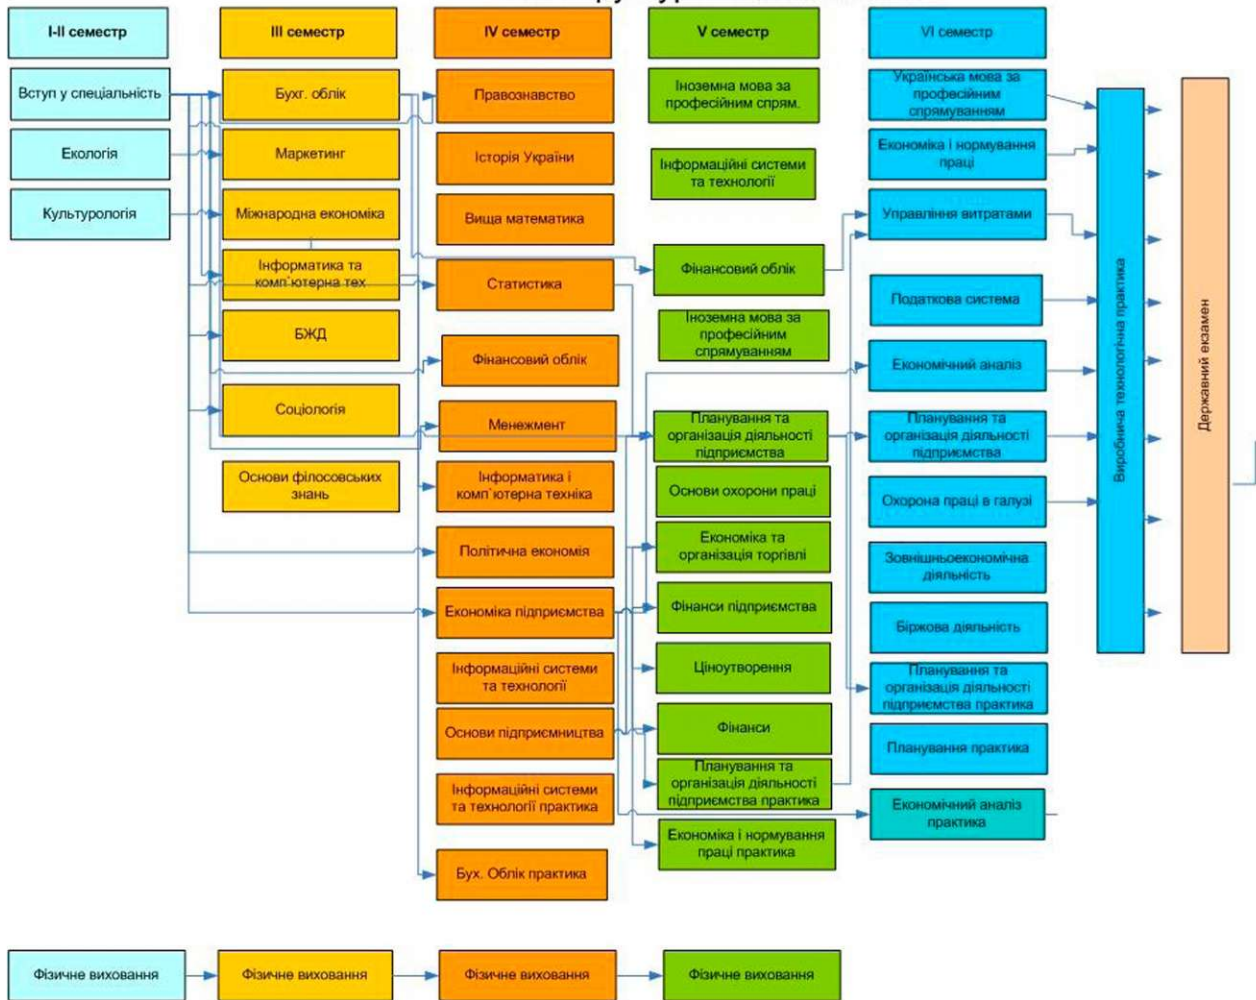 I-II семестр
Вступ у спеціальність
Екологія
Культурологія
III семестр
Бухг. облік
Маркетинг
Міжнародна економіка
Інформатика та
комп`ютерна тех
БЖД
Соціологія
Основи філосовських
знань
IV семестр
Правознавство
Історія України
Вища математика
Статистика
Фінансовий облік
Менежмент
Інформатика і
комп`ютерна техніка
Політична економія
Економіка підприємства
Інформаційні системи
та технології
Основи підприємництва
Інформаційні системи
та технології практика
Бух. Облік практика
V семестр
Іноземна мова за
професійним спрям.
Інформаційні системи
та технології
Фінансовий облік
Іноземна мова за
професійним
спрямуванням
Планування та
організація діяльності
підприємства
Основи охорони праці
Економіка та
організація торгівлі
Фінанси підприємства
Ціноутворення
Фінанси
Планування та
організація діяльності
підприємства практика
Економіка і нормування
праці практика
VI семестр
Українська мова за
професійним
спрямуванням
Економіка і нормування
праці
Управління витратами
Податкова система
Економічний аналіз
Планування та
організація діяльності
підприємства
Охорона праці в галузі
Зовнішньоекономічна
діяльність
Біржова діяльність
Планування та
організація діяльності
підприємства практика
Планування практика
Економічний аналіз
практика
Виробнича технологічна практика
Державний екзамен
Фізичне виховання
Фізичне виховання
Фізичне виховання
Фізичне виховання